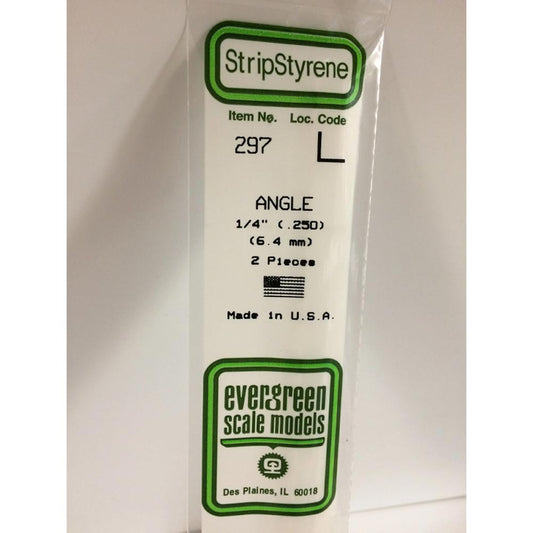 StripStyrene
Item Nø. Loc. Code
297 L
ANGLE
1/4" (.250)
(6.4 mm)
2 Pieces
Made in U.S.A.
evergreen
scale models
Des Plaines, IL 60018